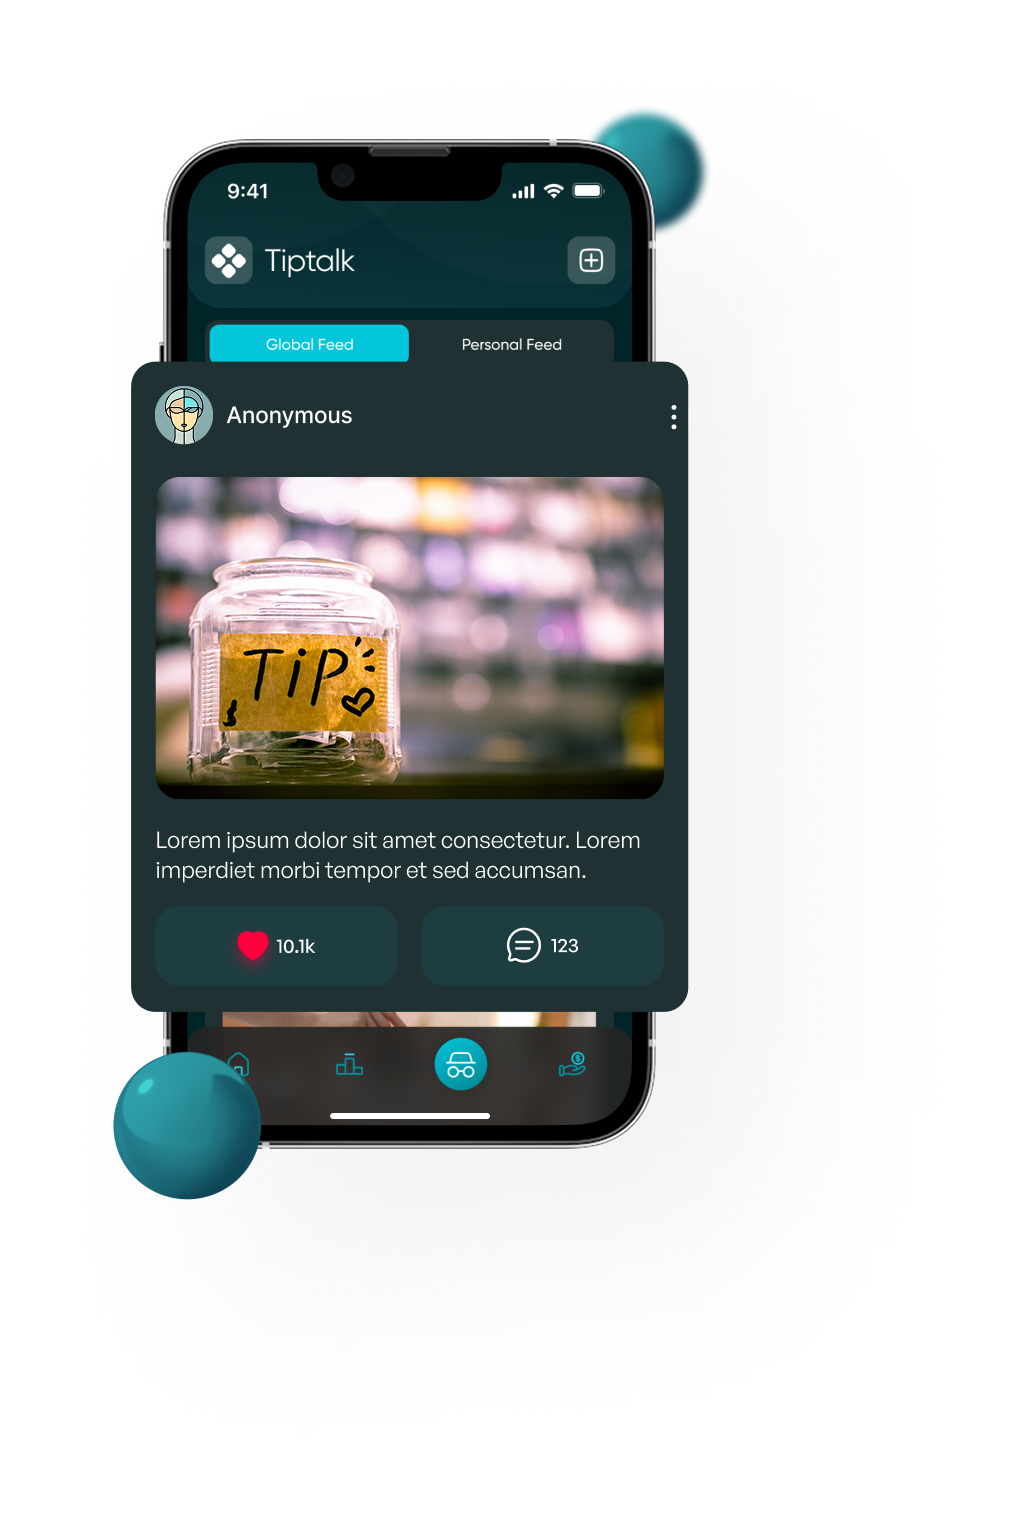 9:41
Tiptalk
Global Feed Personal Feed
Anonymous
TiP
$
Lorem ipsum dolor sit amet consectetur. Lorem
imperdiet morbi tempor et sed accumsan.
10.1k 123
$